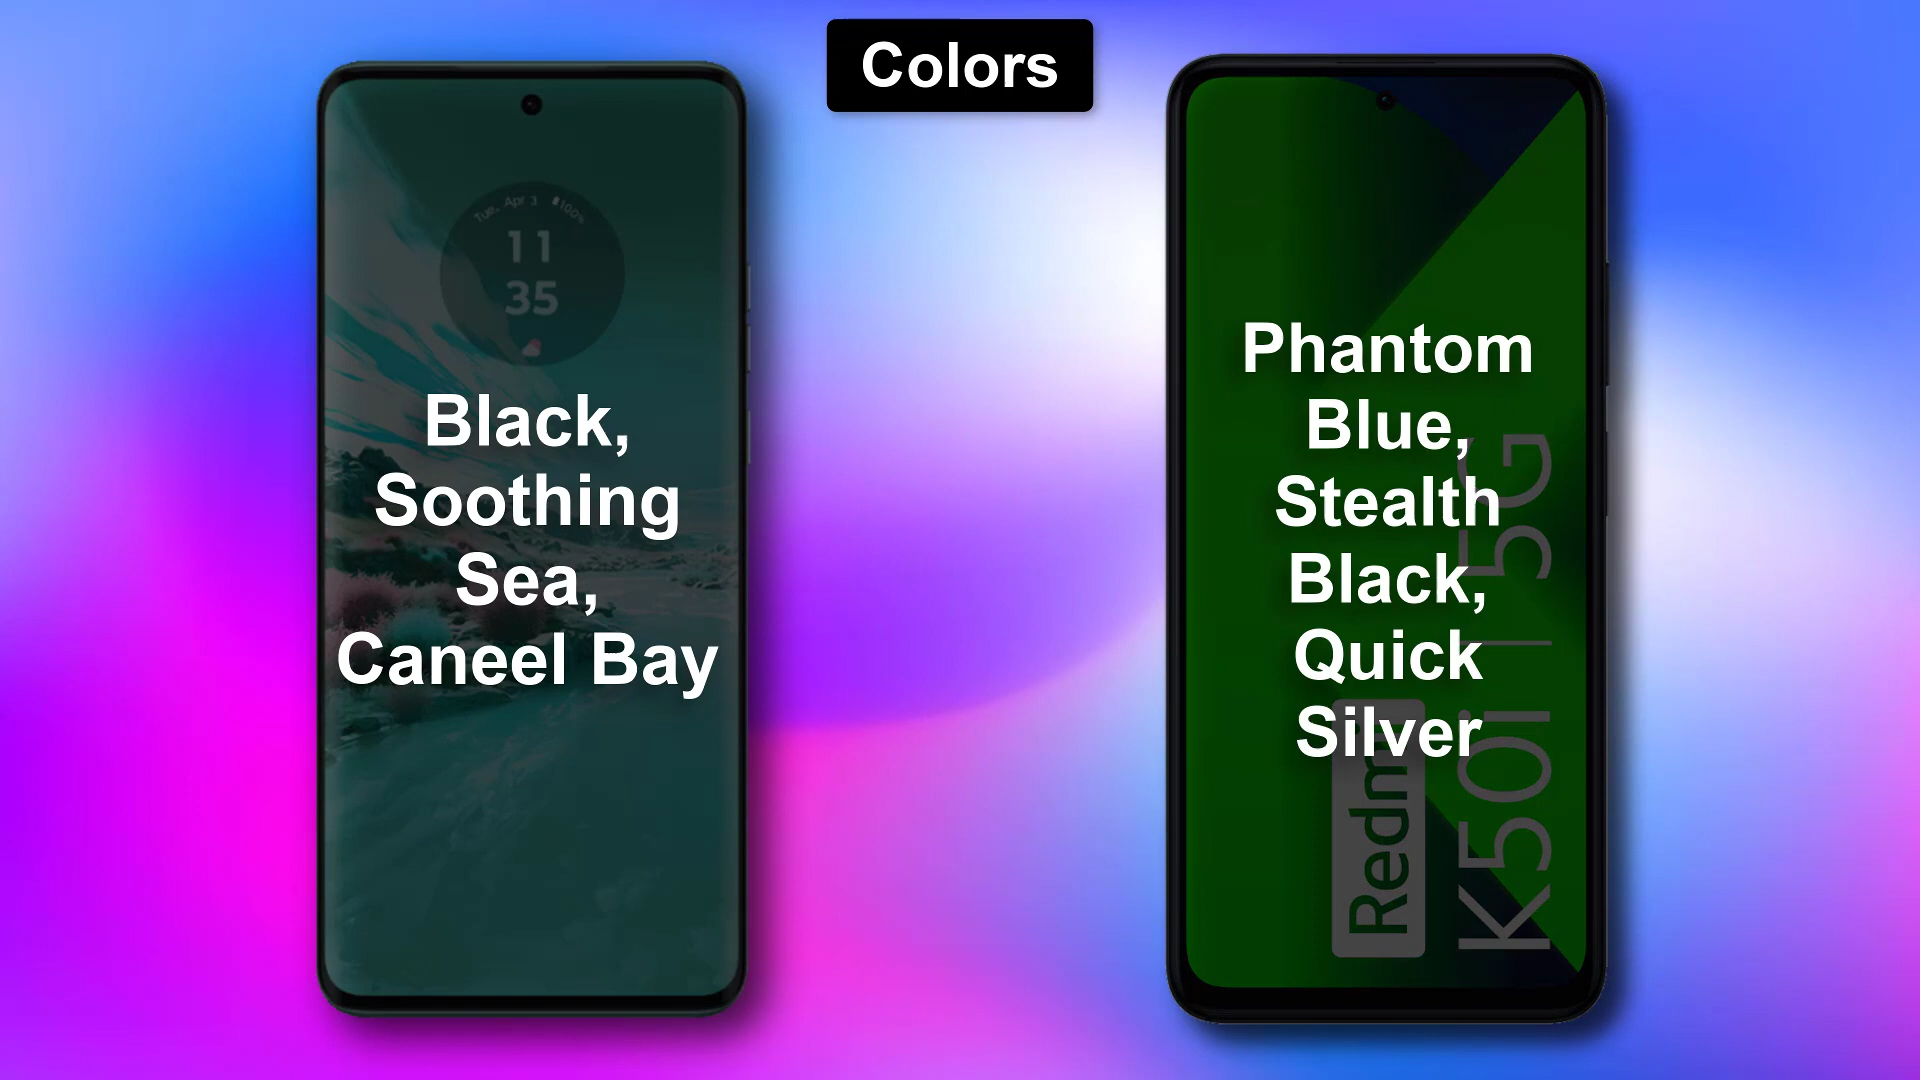 Colors
Tue, Apr 3 100%
11
35
Black,
Soothing
Sea,
Caneel Bay
Phantom
Blue,
Stealth
Black,
Quick
Silver
Redmi
K50i 5G